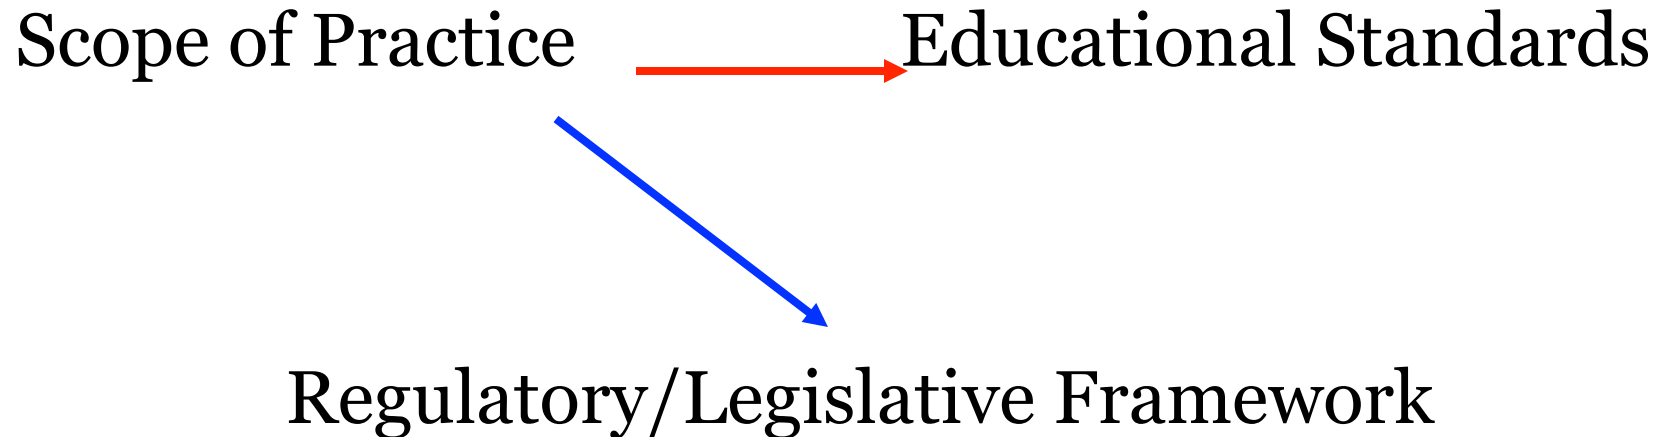 Scope of Practice
Educational Standards
Regulatory/Legislative Framework